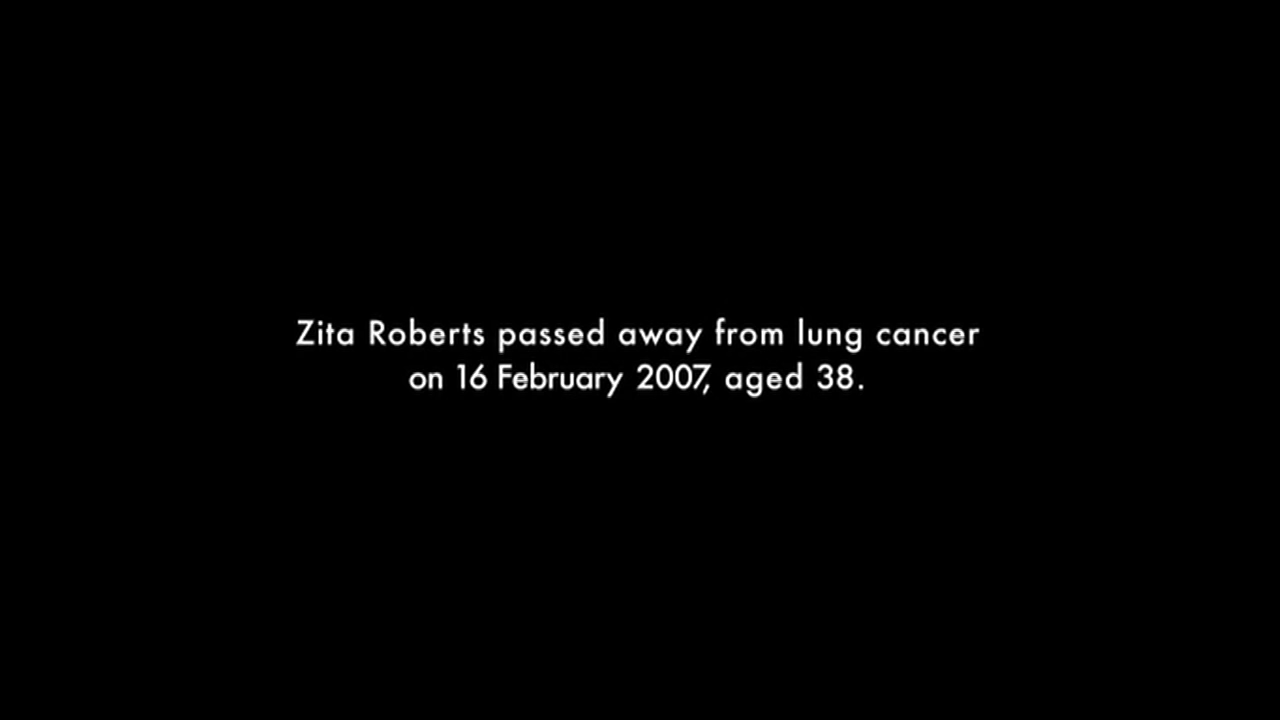 Zita Roberts passed away from lung cancer
on 16 February 2007, aged 38.